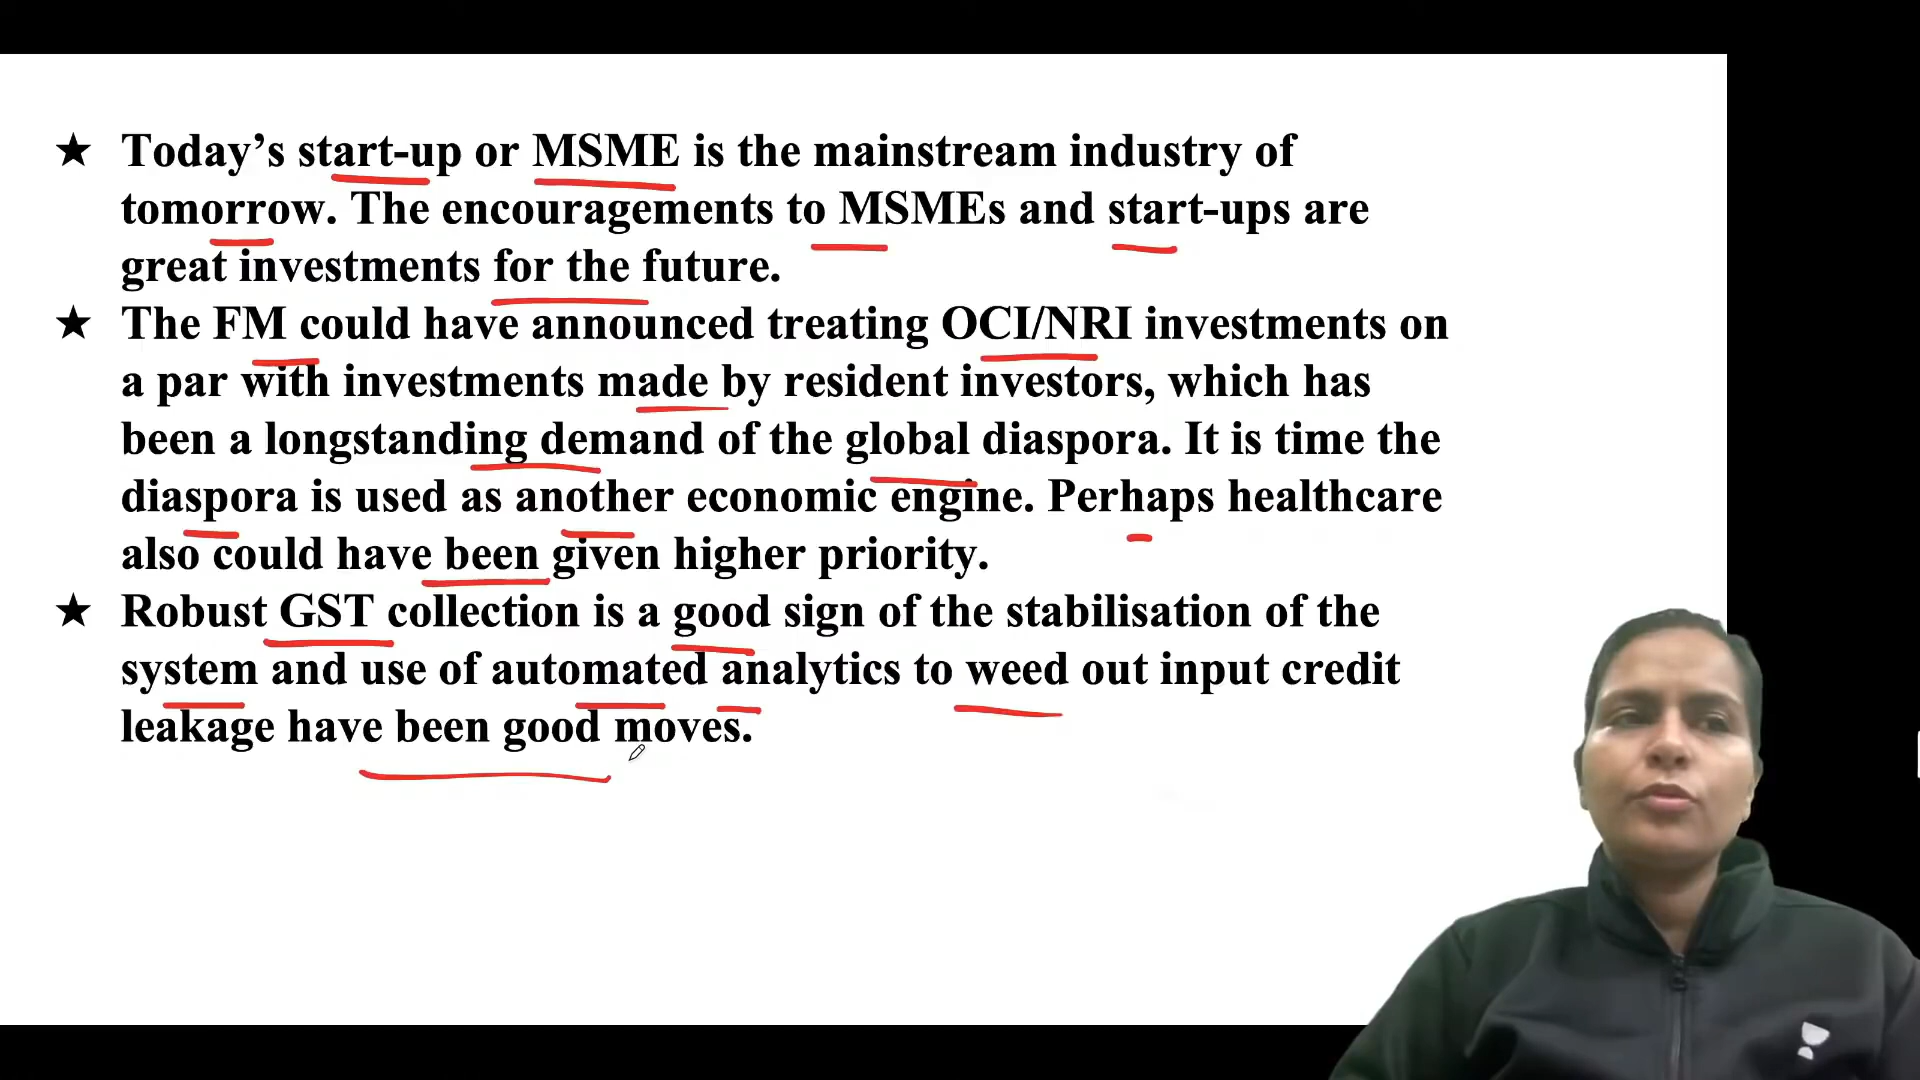 ★ Today’s start-up or MSME is the mainstream industry of
tomorrow. The encouragements to MSMEs and start-ups are
great investments for the future.
★ The FM could have announced treating OCI/NRI investments on
a par with investments made by resident investors, which has
been a longstanding demand of the global diaspora. It is time the
diaspora is used as another economic engine. Perhaps healthcare
also could have been given higher priority.
★ Robust GST collection is a good sign of the stabilisation of the
system and use of automated analytics to weed out input credit
leakage have been good moves.